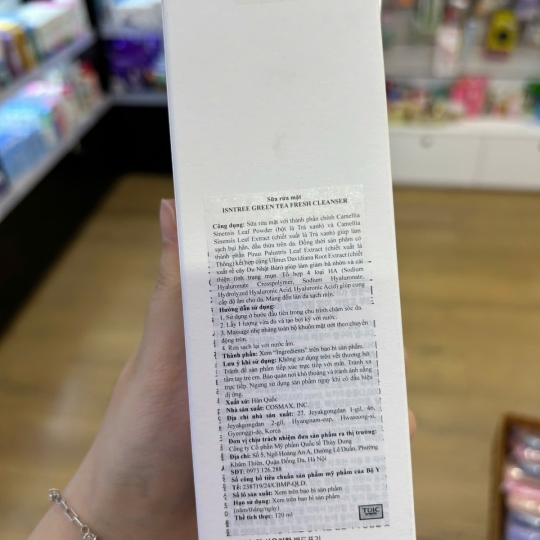 Sữa rửa mặt
ISNTREE GREEN TEA FRESH CLEANSER
Công dụng: Sữa rửa mặt với thành phần chính Camellia
Sinensis Leaf Powder (bột lá Trà xanh) và Camellia
Sinensis Leaf Extract (chiết xuất lá Trà xanh) giúp làm
sạch bụi bẩn, dầu thừa trên da. Đồng thời sản phẩm có
thành phần Pinus Palustris Leaf Extract (chiết xuất lá
Thông) kết hợp cùng Ulmus Davidiana Root Extract (chiết
xuất rễ cây Du Nhật Bản) giúp làm giảm bã nhờn và cải
thiện tình trạng mụn. Tổ hợp 4 loại HA (Sodium
Hyaluronate Crosspolymer, Sodium Hyaluronate,
Hydrolyzed Hyaluronic Acid, Hyaluronic Acid) giúp cung
cấp độ ẩm cho da. Mang đến làn da sạch mịn.
Hướng dẫn sử dụng:
1. Sử dụng ở bước đầu tiên trong chu trình chăm sóc da.
2. Lấy 1 lượng vừa đủ và tạo bọt kỹ với nước.
3. Massage nhẹ nhàng toàn bộ khuôn mặt ướt theo chuyển
động tròn.
4. Rửa sạch lại với nước ấm.
Thành phần: Xem "Ingredients" trên bao bì sản phẩm.
Lưu ý khi sử dụng: Không sử dụng trên vết thương hở.
Tránh để sản phẩm tiếp xúc trực tiếp với mắt. Tránh xa
tầm tay trẻ em. Bảo quản nơi khô thoáng và tránh ánh nắng
trực tiếp. Ngưng sử dụng sản phẩm ngay khi có dấu hiệu
dị ứng.
Xuất xứ: Hàn Quốc
Nhà sản xuất: COSMAX, INC.
Địa chỉ nhà sản xuất: 27, Jeyakgongdan 1-gil, 46,
Jeyakgongdan 2-gil, Hyangnam-eup, Hwaseong-si,
Gyeonggi-do, Korea
Đơn vị chịu trách nhiệm đưa sản phẩm ra thị trường:
Công ty Cổ phần Mỹ phẩm Quốc tế Thùy Dung
Địa chỉ: Số 5, Ngõ Hoàng An A, Đường Lê Duẩn, Phường
Khâm Thiên, Quận Đống Đa, Hà Nội
SĐT: 0973.126.288
Số công bố tiêu chuẩn sản phẩm mỹ phẩm của Bộ Y
Tế: 238719/24/CBMP-QLD.
Số lô sản xuất: Xem trên bao bì sản phẩm
Hạn sử dụng: Xem trên bao bì sản phẩm
(năm/tháng/ngày)
Thể tích thực: 120 ml